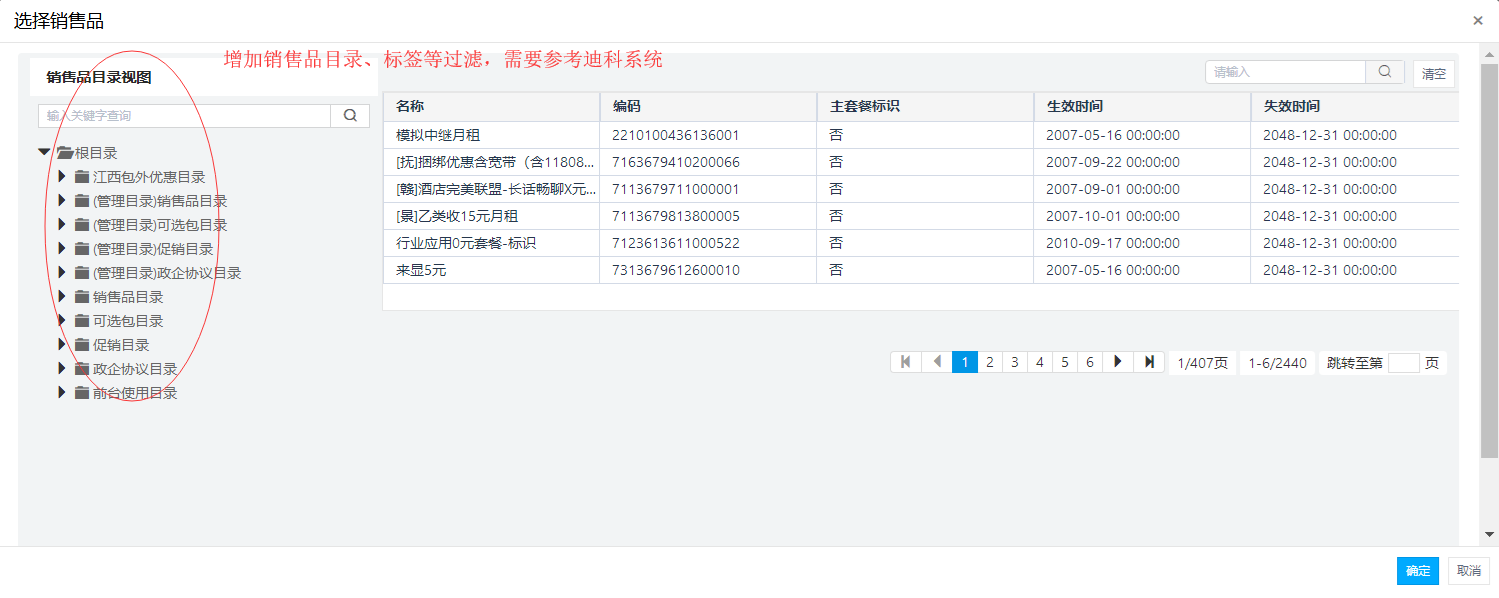 选择销售品
×
增加销售品目录、标签等过滤，需要参考迪科系统
销售品目录视图
输入关键字查询
根目录
江西包外优惠目录
(管理目录)销售品目录
(管理目录)可选包目录
(管理目录)促销目录
(管理目录)政企协议目录
销售品目录
可选包目录
促销目录
政企协议目录
前台使用目录
请输入 清空
名称 编码 主套餐标识 生效时间 失效时间
模拟中继月租 2210100436136001 否 2007-05-16 00:00:00 2048-12-31 00:00:00
[抚]捆绑优惠含宽带（含11808... 7163679410200066 否 2007-09-22 00:00:00 2048-12-31 00:00:00
[赣]酒店完美联盟-长话畅聊X元... 7113679711000001 否 2007-09-01 00:00:00 2048-12-31 00:00:00
[景]乙类收15元月租 7113679813800005 否 2007-10-01 00:00:00 2048-12-31 00:00:00
行业应用0元套餐-标识 7123613611000522 否 2010-09-17 00:00:00 2048-12-31 00:00:00
来显5元 7313679612600010 否 2007-05-16 00:00:00 2048-12-31 00:00:00
1 2 3 4 5 6 1/407页 1-6/2440 跳转至第 页
确定 取消